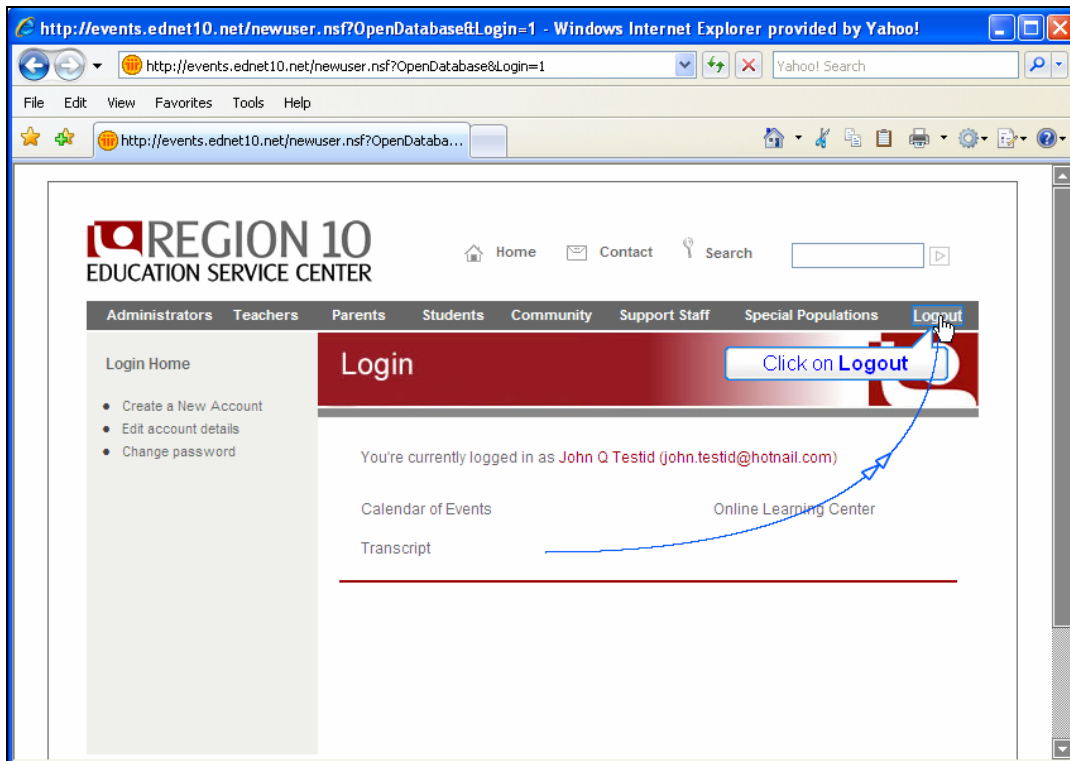 http://events.ednet10.net/newuser.nsf?OpenDatabase&Login=1 - Windows Internet Explorer provided by Yahoo!
http://events.ednet10.net/newuser.nsf?OpenDatabase&Login=1 Yahoo! Search
File Edit View Favorites Tools Help
http://events.ednet10.net/newuser.nsf?OpenDataba...
REGION 10
EDUCATION SERVICE CENTER
Home Contact Search
Administrators Teachers Parents Students Community Support Staff Special Populations Logout
Login Home
Create a New Account
Edit account details
Change password
Login
Click on Logout
You're currently logged in as John Q Testid (john.testid@hotnail.com)
Calendar of Events Online Learning Center
Transcript